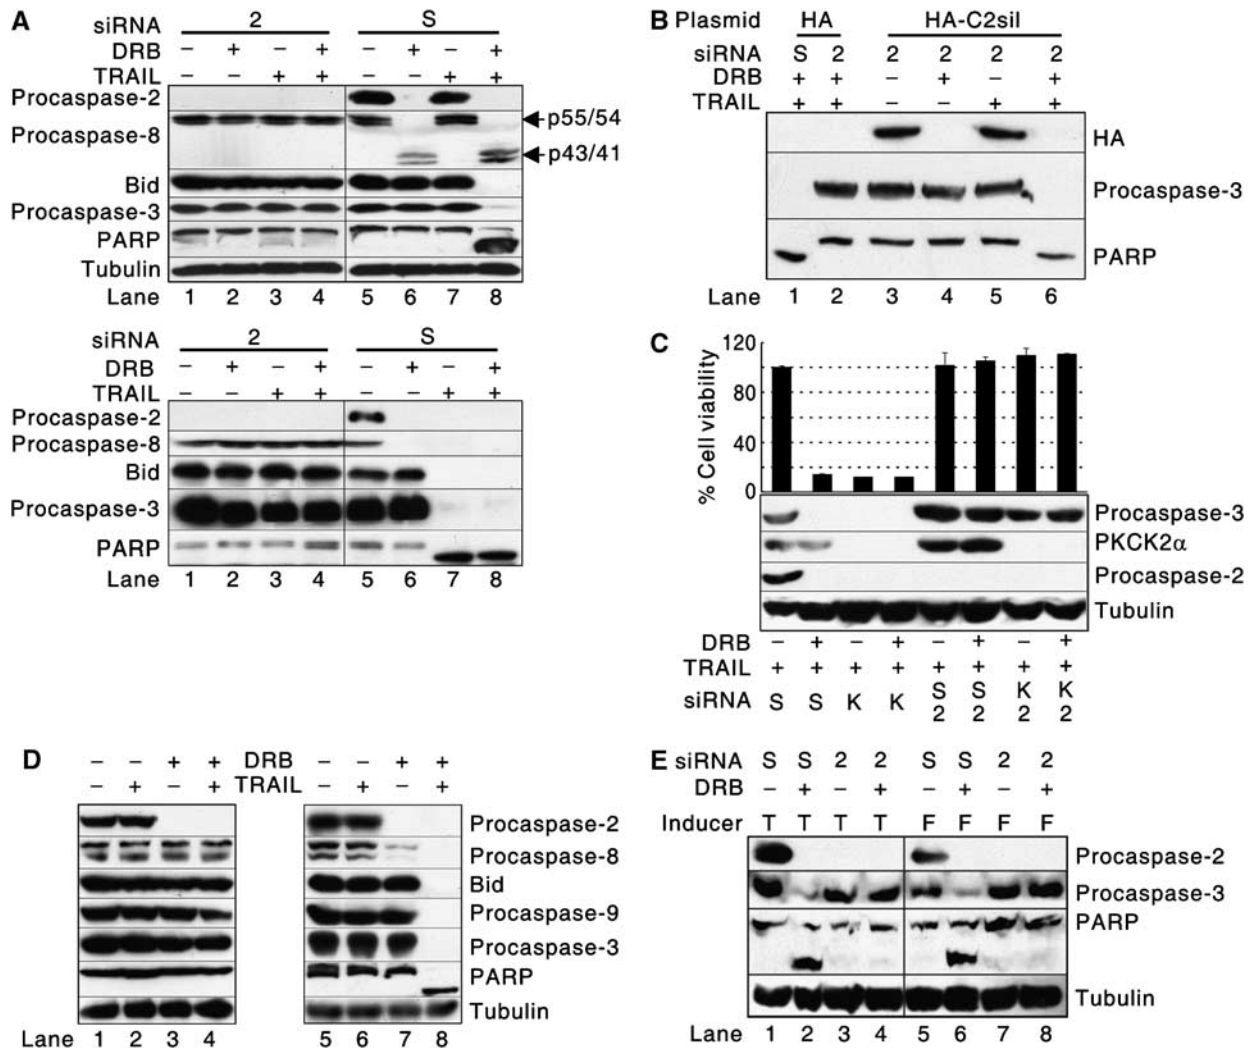 A
siRNA 2 S
DRB – + – + – + – +
TRAIL – – + + – – + +
Procaspase-2
p55/54
Procaspase-8
p43/41
Bid
Procaspase-3
PARP
Tubulin
Lane 1 2 3 4 5 6 7 8
siRNA 2 S
DRB – + – + – + – +
TRAIL – – + + – – + +
Procaspase-2
Procaspase-8
Bid
Procaspase-3
PARP
Lane 1 2 3 4 5 6 7 8
B Plasmid HA HA-C2sil
siRNA S 2 2 2 2 2
DRB + + – + – +
TRAIL + + – – + +
HA
Procaspase-3
PARP
Lane 1 2 3 4 5 6
C
% Cell viability
120
80
40
0
Procaspase-3
PKCK2α
Procaspase-2
Tubulin
DRB – + – + – + – +
TRAIL + + + + + + + +
siRNA S S K K S S K K
2 2 2 2
D
– – + + DRB – – + +
– + – + TRAIL – + – +
Procaspase-2
Procaspase-8
Bid
Procaspase-9
Procaspase-3
PARP
Tubulin
Lane 1 2 3 4 5 6 7 8
E siRNA S S 2 2 S S 2 2
DRB – + – + – + – +
Inducer T T T T F F F F
Procaspase-2
Procaspase-3
PARP
Tubulin
Lane 1 2 3 4 5 6 7 8